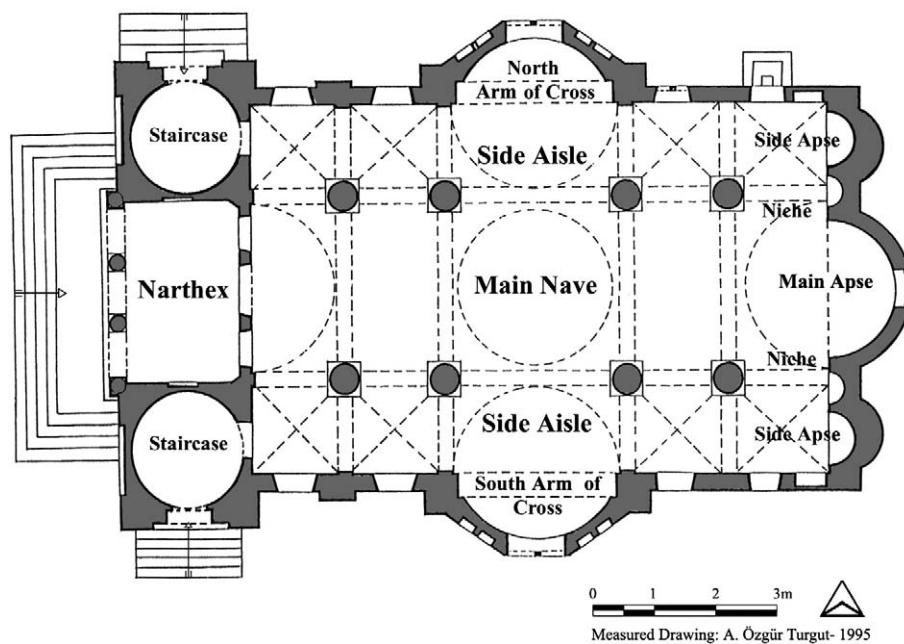 North
Arm of Cross
Staircase
Side Aisle
Side Apse
Niche
Narthex
Main Nave
Main Apse
Niche
Side Aisle
Staircase
Side Apse
South Arm of
Cross
0 1 2 3m
Measured Drawing: A. Özgür Turgut- 1995